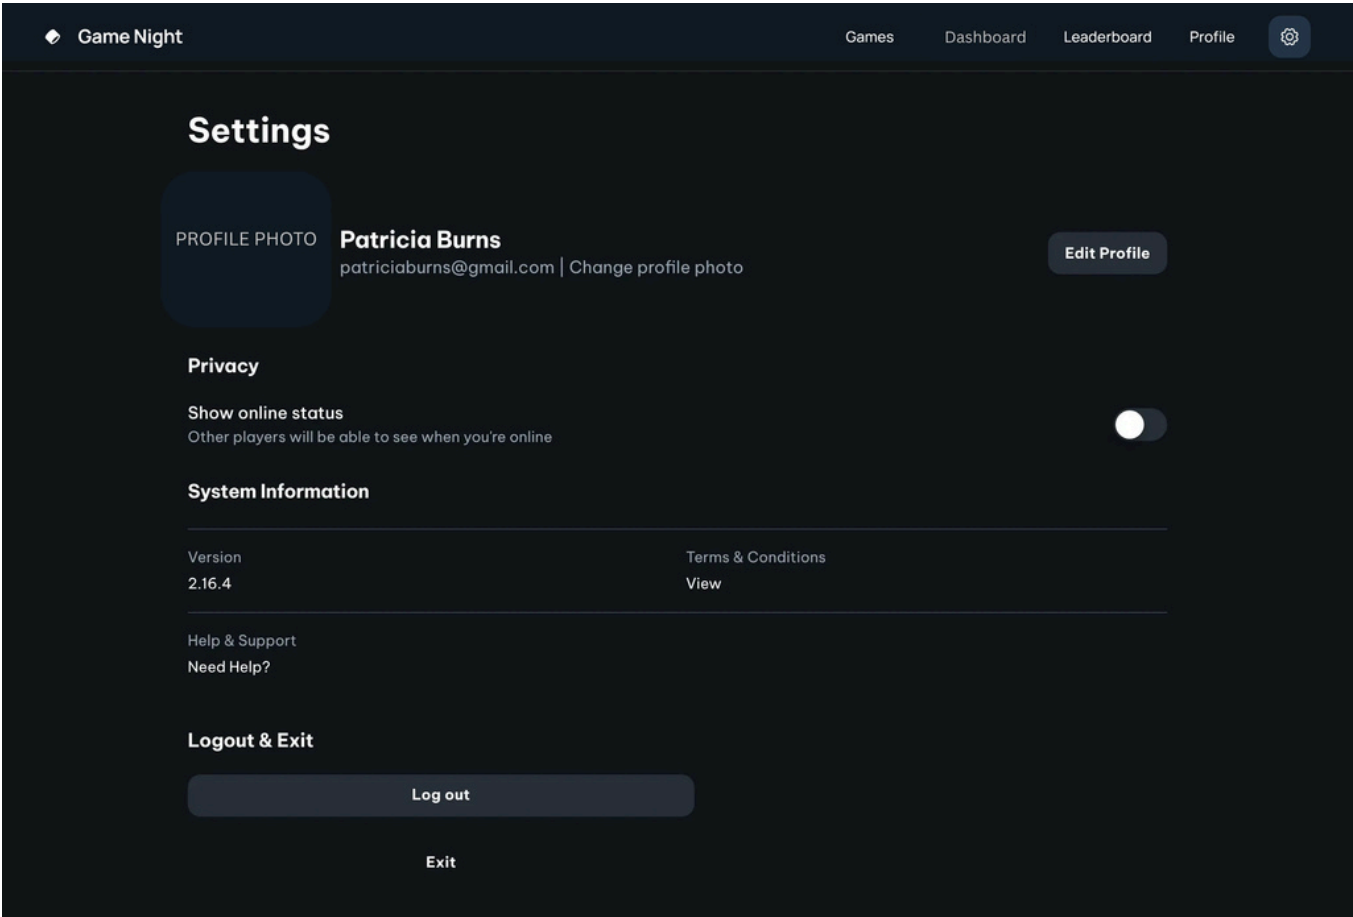 Game Night
Games Dashboard Leaderboard Profile
Settings
PROFILE PHOTO
Patricia Burns
patriciaburns@gmail.com | Change profile photo
Edit Profile
Privacy
Show online status
Other players will be able to see when you're online
System Information
Version
2.16.4
Terms & Conditions
View
Help & Support
Need Help?
Logout & Exit
Log out
Exit